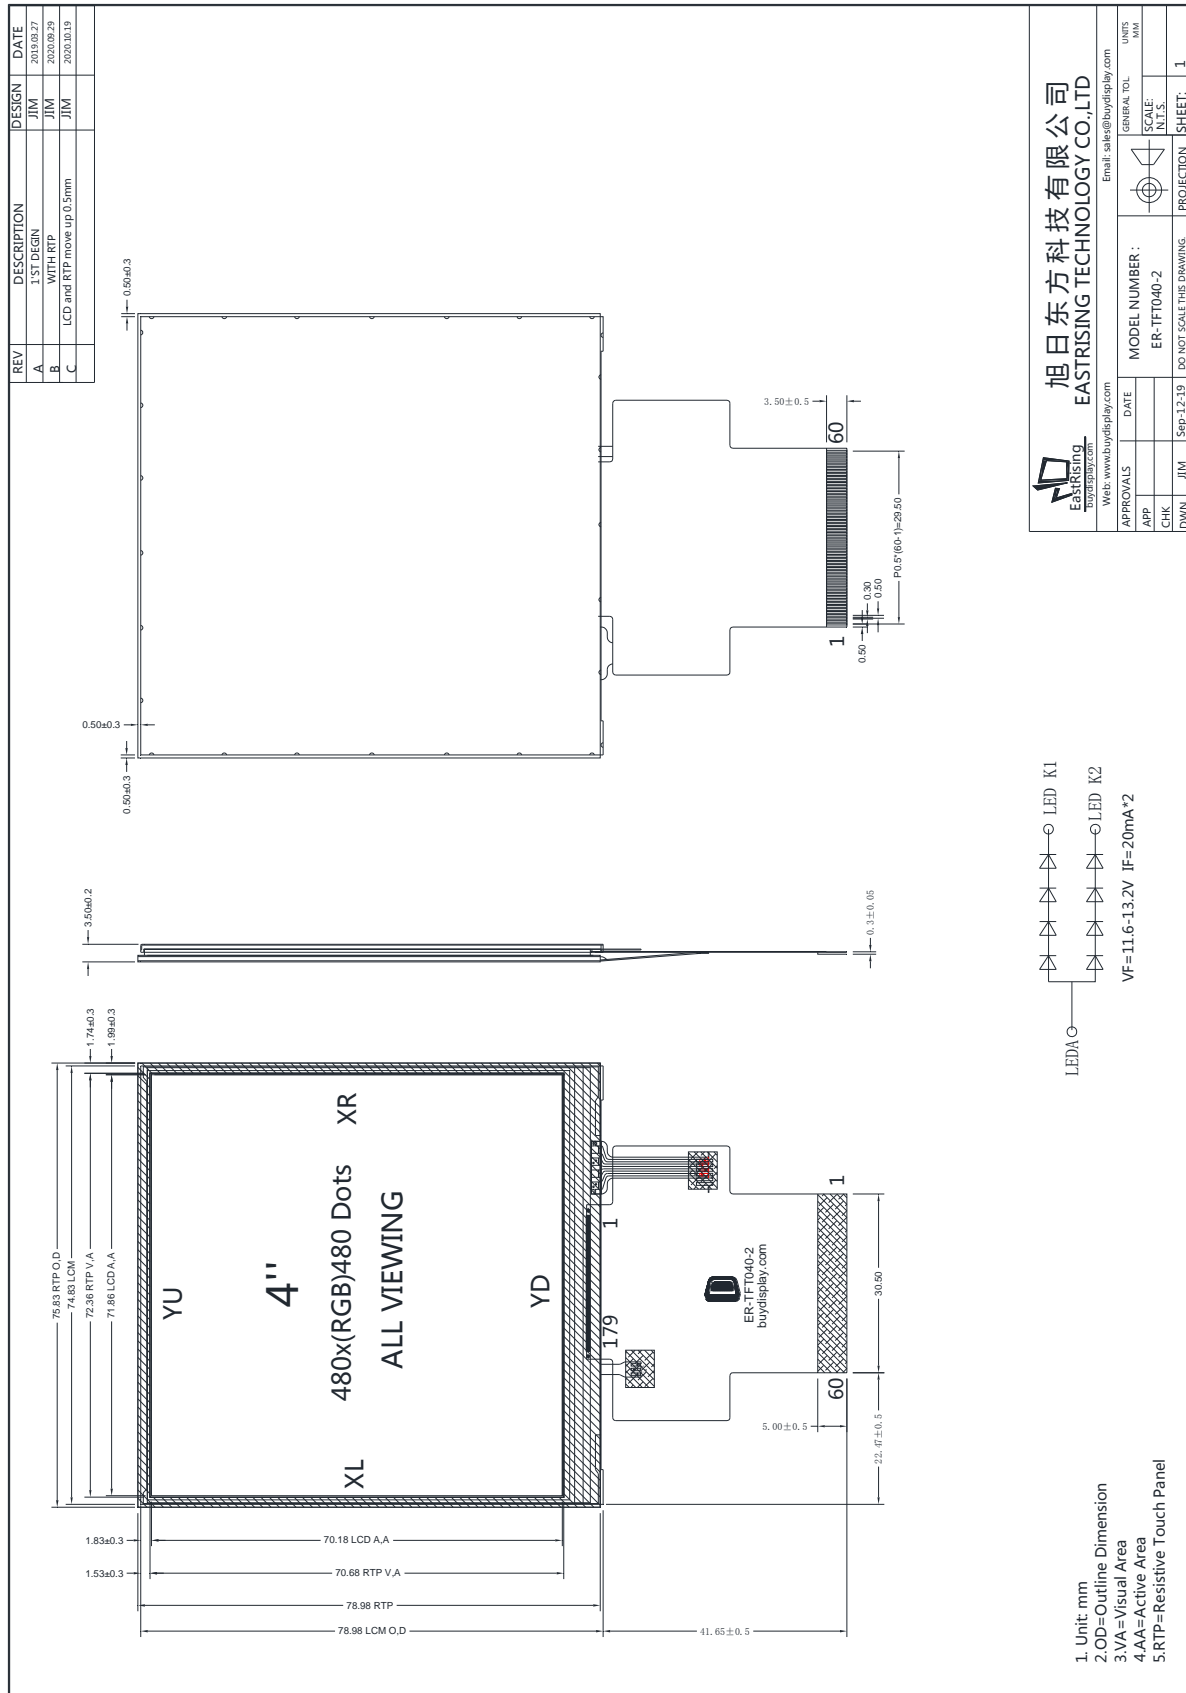 REV DESCRIPTION DESIGN DATE
A 1'ST DEGIN JIM 2019.03.27
B WITH RTP JIM 2020.09.29
C LCD and RTP move up 0.5mm JIM 2020.10.19
75.83 RTP O,D
74.83 LCM
72.36 RTP V,A
71.86 LCD A,A
1.74±0.3
1.99±0.3
YU
4''
480x(RGB)480 Dots
ALL VIEWING
XL
XR
YD
1.83±0.3
1.53±0.3
70.18 LCD A,A
70.68 RTP V,A
78.98 RTP
78.98 LCM O,D
41.65±0.5
179
1
ER-TFT040-2
buydisplay.com
60
1
5.00±0.5
30.50
22.47±0.5
3.50±0.2
0.3±0.05
0.50±0.3
0.50±0.3
0.50±0.3
3.50±0.5
1
60
P0.5*(60-1)=29.50
0.50
0.30
0.50
LEDA
LED K1
LED K2
VF=11.6-13.2V IF=20mA*2
1. Unit: mm
2.OD=Outline Dimension
3.VA=Visual Area
4.AA=Active Area
5.RTP=Resistive Touch Panel
EastRising
buydisplay.com
旭日东方科技有限公司
EASTRISING TECHNOLOGY CO.,LTD
Web: www.buydisplay.com Email: sales@buydisplay.com
APPROVALS DATE
APP
CHK
DWN JIM Sep-12-19
MODEL NUMBER :
ER-TFT040-2
DO NOT SCALE THIS DRAWING.
PROJECTION
GENERAL TOL
UNITS
MM
SCALE:
N.T.S.
SHEET: 1